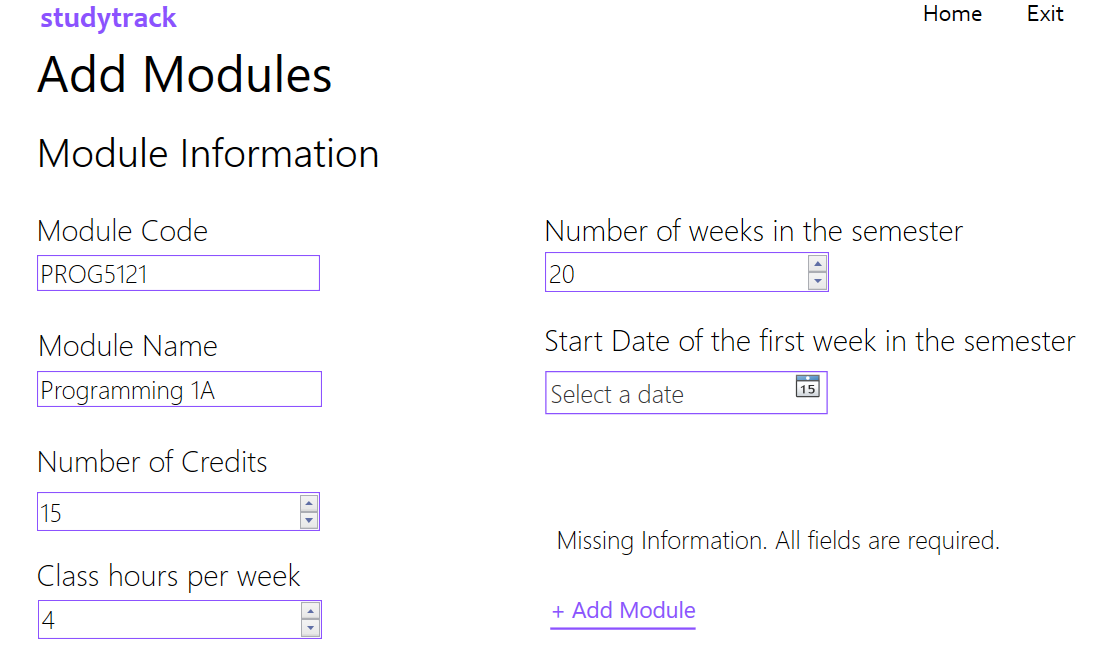 studytrack
Home Exit
Add Modules
Module Information
Module Code
PROG5121
Module Name
Programming 1A
Number of Credits
15
Class hours per week
4
Number of weeks in the semester
20
Start Date of the first week in the semester
Select a date
15
Missing Information. All fields are required.
+ Add Module